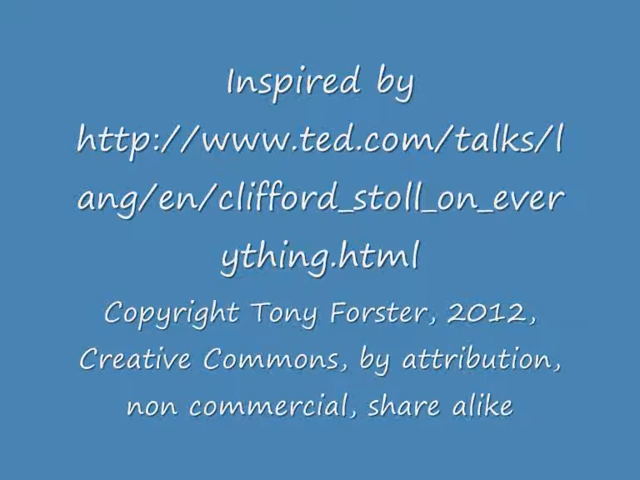 Inspired by
http://www.ted.com/talks/l
ang/en/clifford_stoll_on_ever
ything.html
Copyright Tony Forster, 2012,
Creative Commons, by attribution,
non commercial, share alike